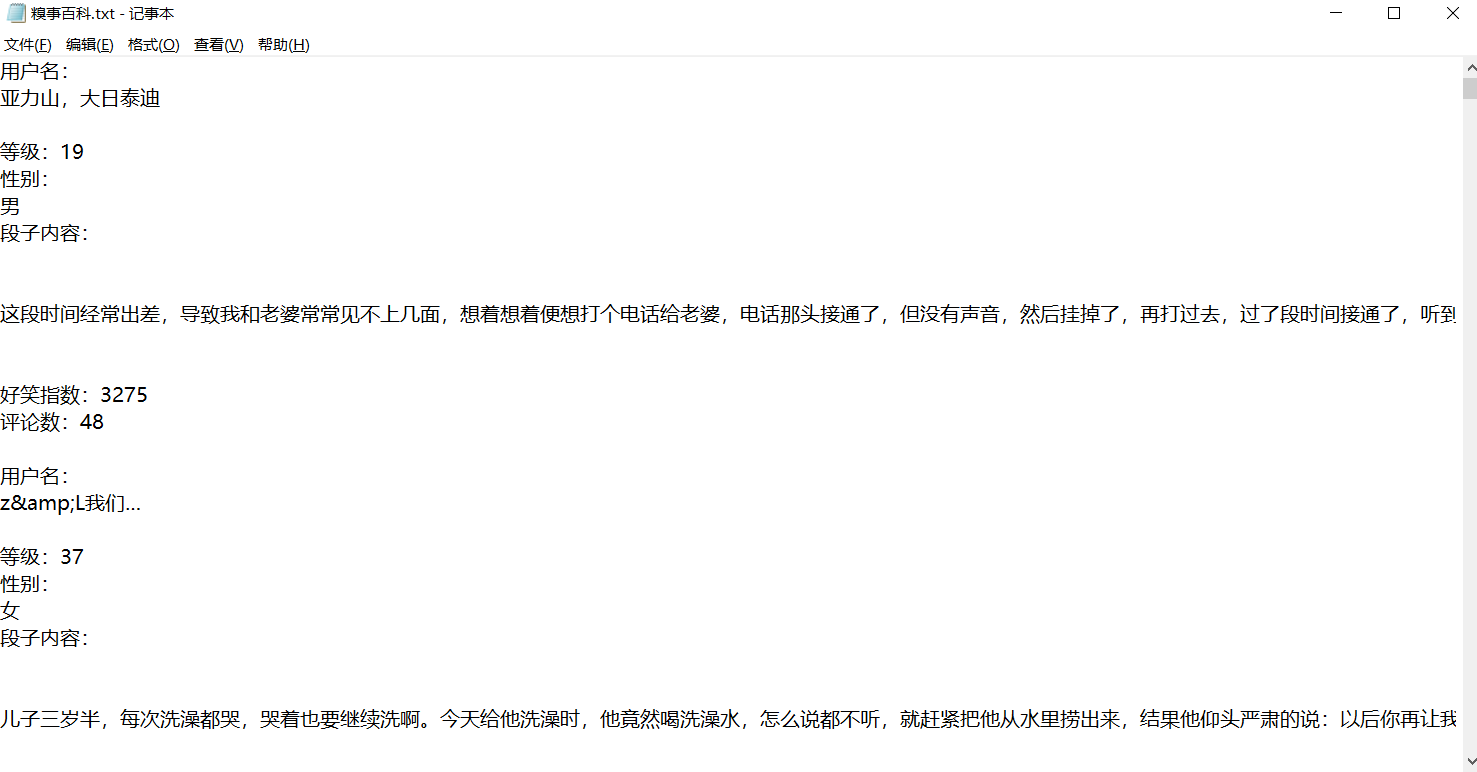 糗事百科.txt - 记事本
文件(F) 编辑(E) 格式(O) 查看(V) 帮助(H)
用户名：
亚力山，大日泰迪
等级：19
性别：
男
段子内容：
这段时间经常出差，导致我和老婆常常见不上几面，想着想着便想打个电话给老婆，电话那头接通了，但没有声音，然后挂掉了，再打过去，过了段时间接通了，听到
好笑指数：3275
评论数：48
用户名：
z&amp;L我们...
等级：37
性别：
女
段子内容：
儿子三岁半，每次洗澡都哭，哭着也要继续洗啊。今天给他洗澡时，他竟然喝洗澡水，怎么说都不听，就赶紧把他从水里捞出来，结果他仰头严肃的说：以后你再让我